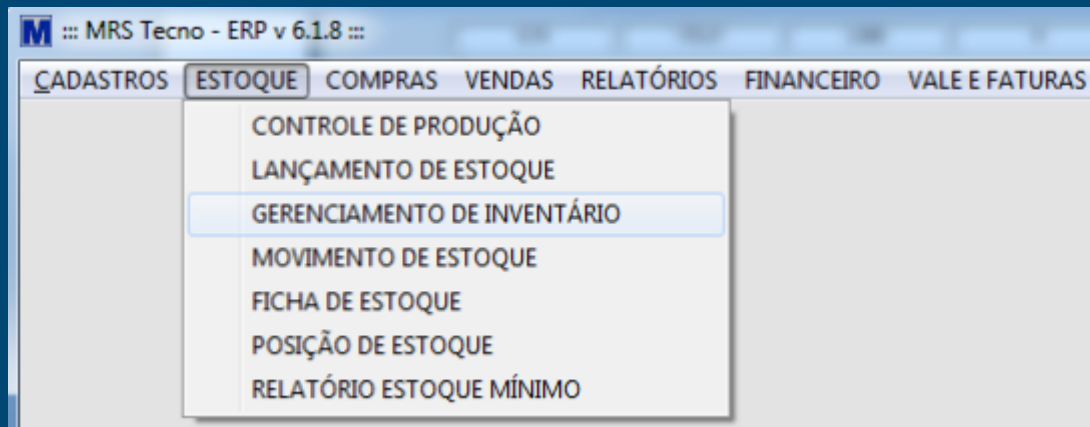 M ::: MRS Tecno - ERP v 6.1.8 :::
CADASTROS ESTOQUE COMPRAS VENDAS RELATÓRIOS FINANCEIRO VALE E FATURAS
CONTROLE DE PRODUÇÃO
LANÇAMENTO DE ESTOQUE
GERENCIAMENTO DE INVENTÁRIO
MOVIMENTO DE ESTOQUE
FICHA DE ESTOQUE
POSIÇÃO DE ESTOQUE
RELATÓRIO ESTOQUE MÍNIMO